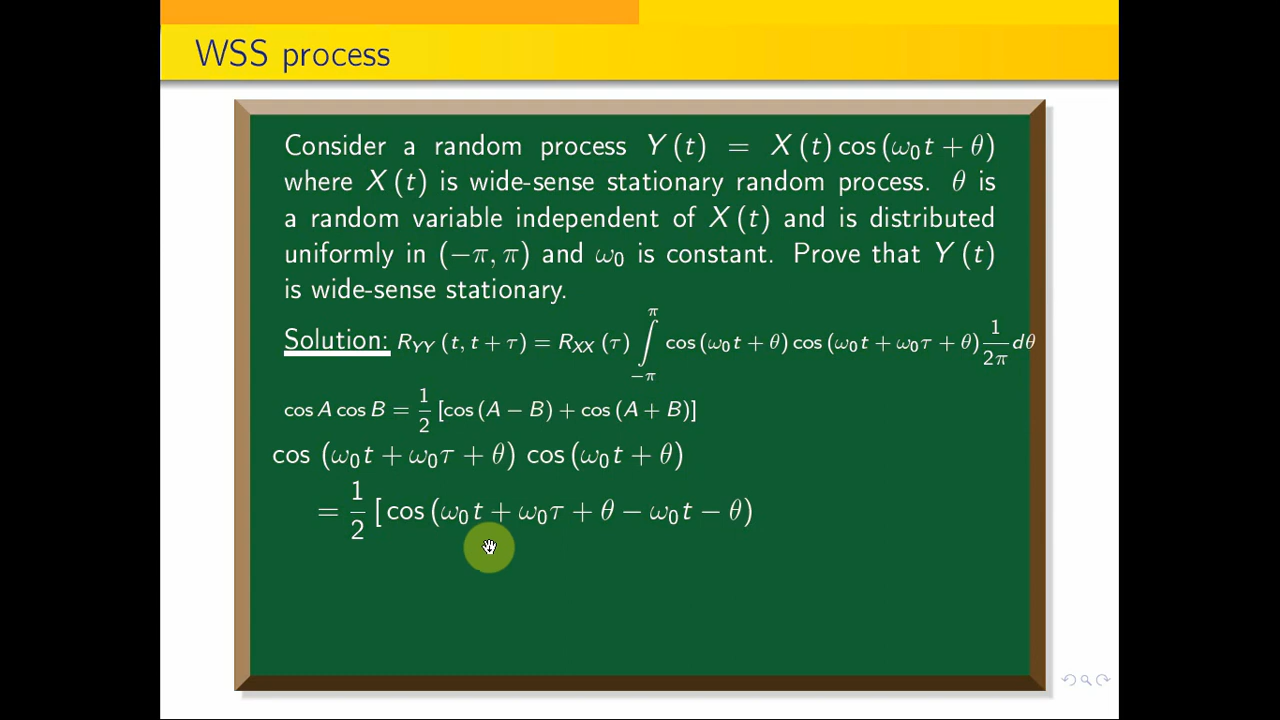 WSS process
Consider a random process Y(t) = X(t) cos(ω₀t + θ)
where X(t) is wide-sense stationary random process. θ is
a random variable independent of X(t) and is distributed
uniformly in (−π, π) and ω₀ is constant. Prove that Y(t)
is wide-sense stationary.
Solution: R_YY(t, t + τ) = R_XX(τ) ∫_{−π}^{π} cos(ω₀t + θ) cos(ω₀t + ω₀τ + θ) 1/2π dθ
cos A cos B = 1/2 [cos(A − B) + cos(A + B)]
cos (ω₀t + ω₀τ + θ) cos(ω₀t + θ)
= 1/2 [cos(ω₀t + ω₀τ + θ − ω₀t − θ)